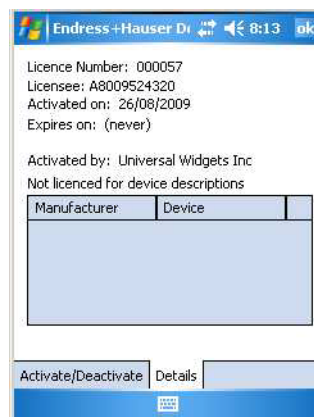 Endress+Hauser D 8:13 ok
Licence Number: 000057
Licensee: A8009524320
Activated on: 26/08/2009
Expires on: (never)
Activated by: Universal Widgets Inc
Not licenced for device descriptions
Manufacturer Device
Activate/Deactivate Details